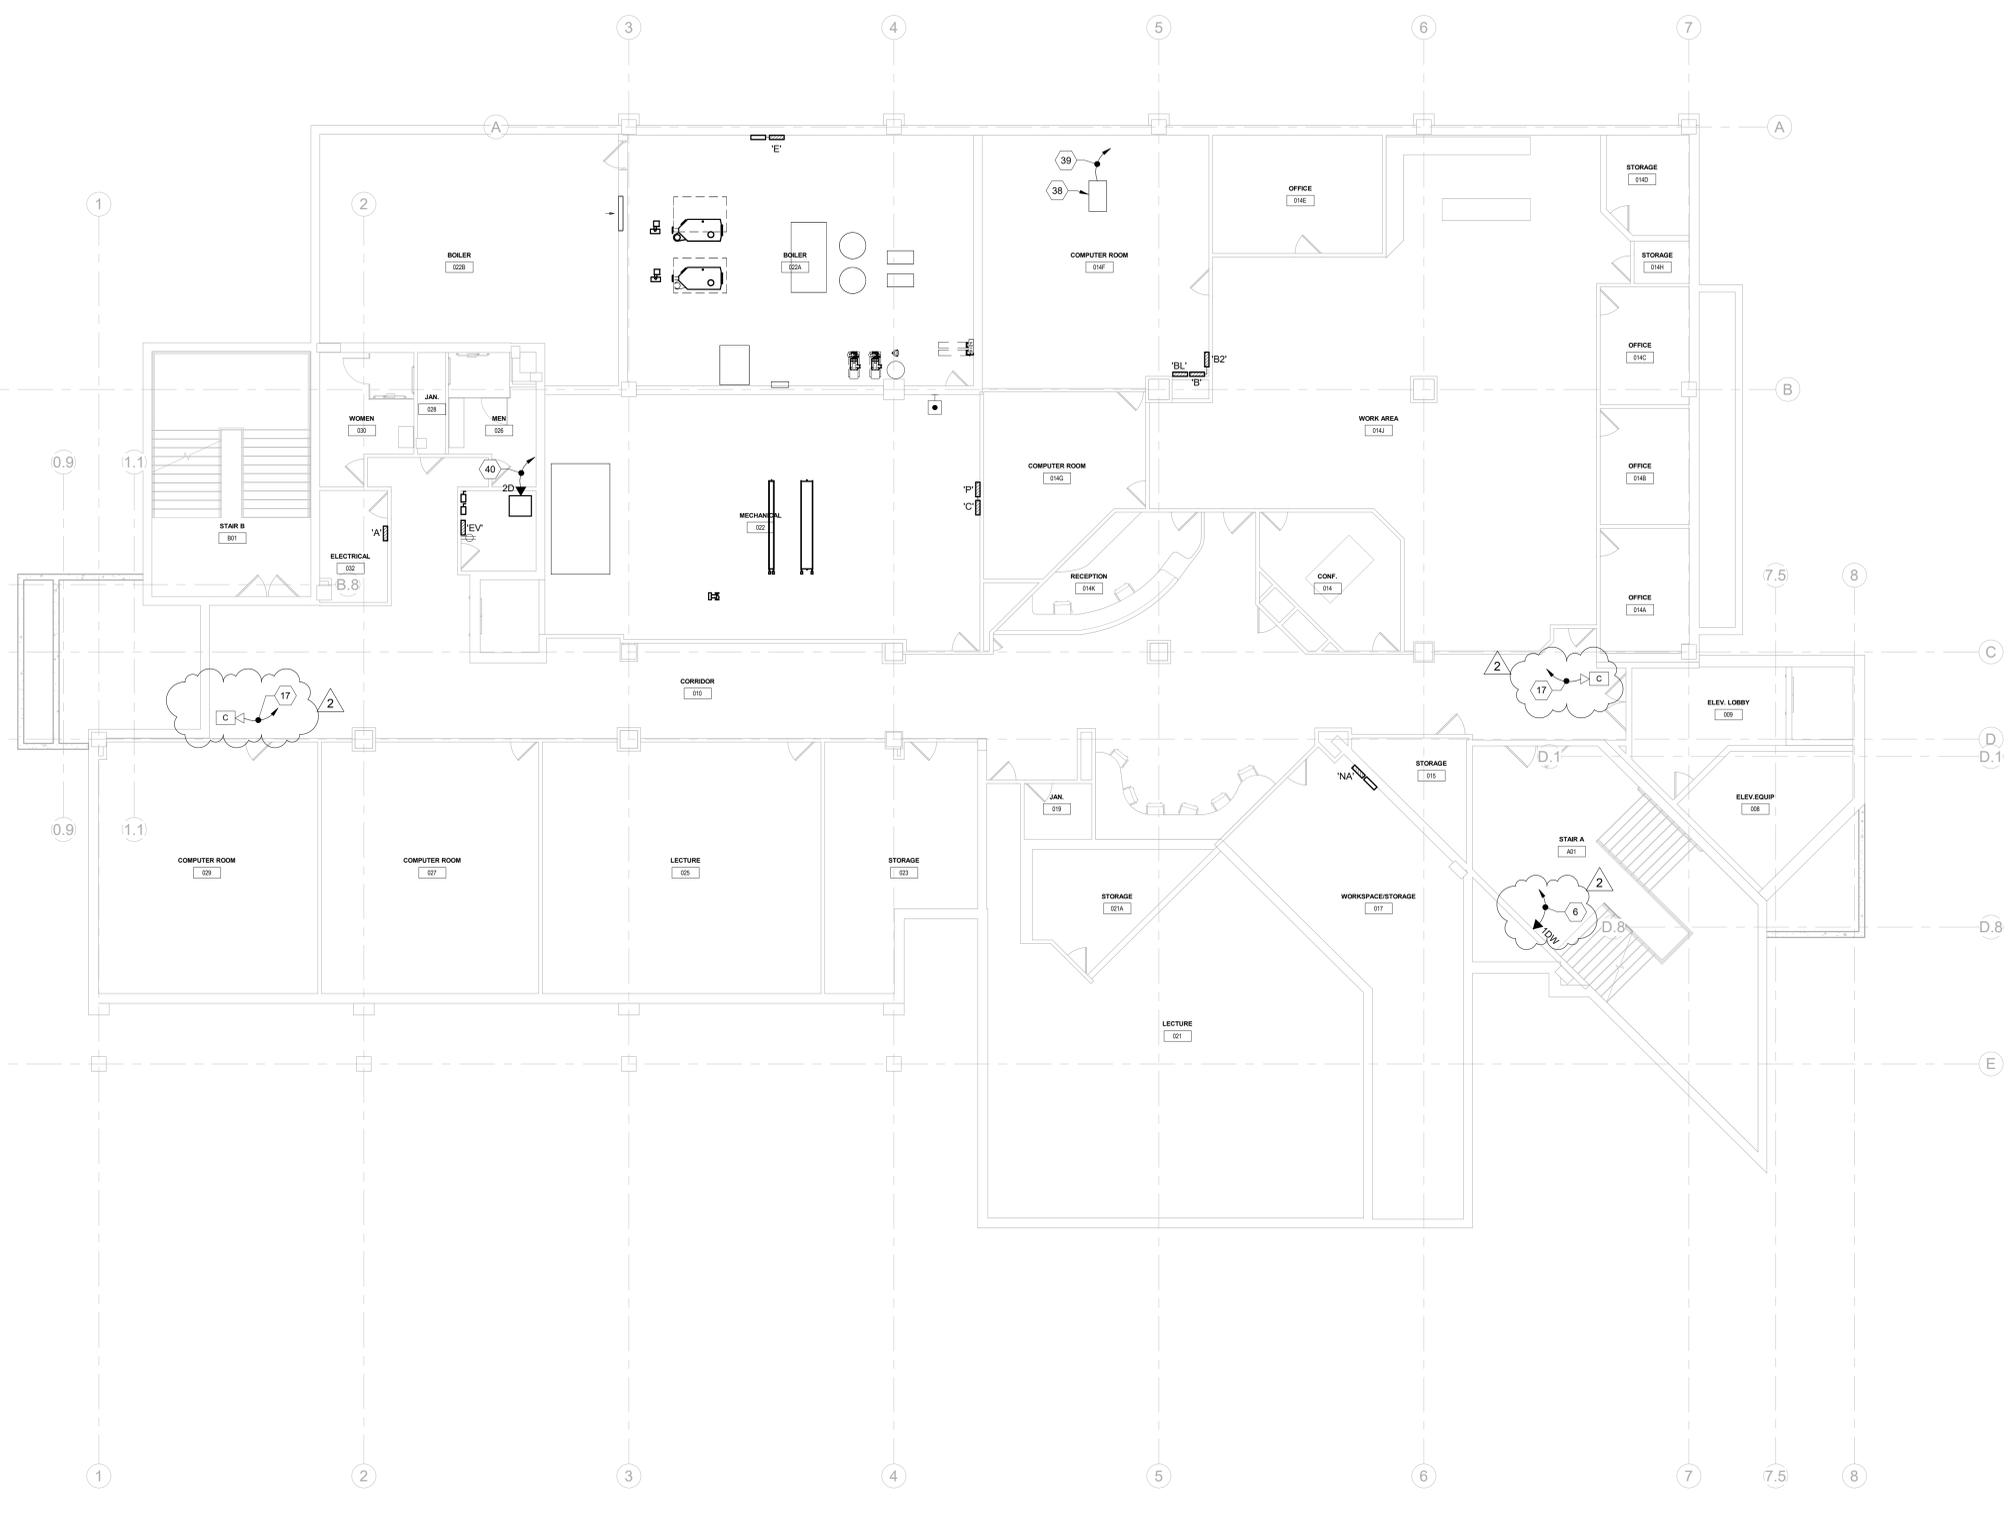 3 4 5 6 7
A A
'E'
39
STORAGE
014D
38
OFFICE
014E
1 2
BOILER
022B
BOILER
022A
COMPUTER ROOM
014F
STORAGE
014H
OFFICE
014C
'B2'
'BL' 'B'
B
JAN.
028
WOMEN
030
MEN
026
WORK AREA
014J
0.9 1.1
40
COMPUTER ROOM
014G
OFFICE
014B
2D
'P'
'C'
MECHANICAL
022
STAIR B
B01
'A'
'EV'
ELECTRICAL
032
B.8
RECEPTION
014K
CONF.
014
7.5 8
OFFICE
014A
C
2
17
C
CORRIDOR
010
17
2
C
ELEV. LOBBY
009
D
D.1 D.1
STORAGE
015
'NA'
JAN.
019
ELEV.EQUIP
008
0.9 1.1
STAIR A
A01
COMPUTER ROOM
029
COMPUTER ROOM
027
LECTURE
025
STORAGE
023
2
STORAGE
021A
WORKSPACE/STORAGE
017
6
1DW
D.8 D.8
LECTURE
021
E
1 2 3 4 5 6 7 7.5 8